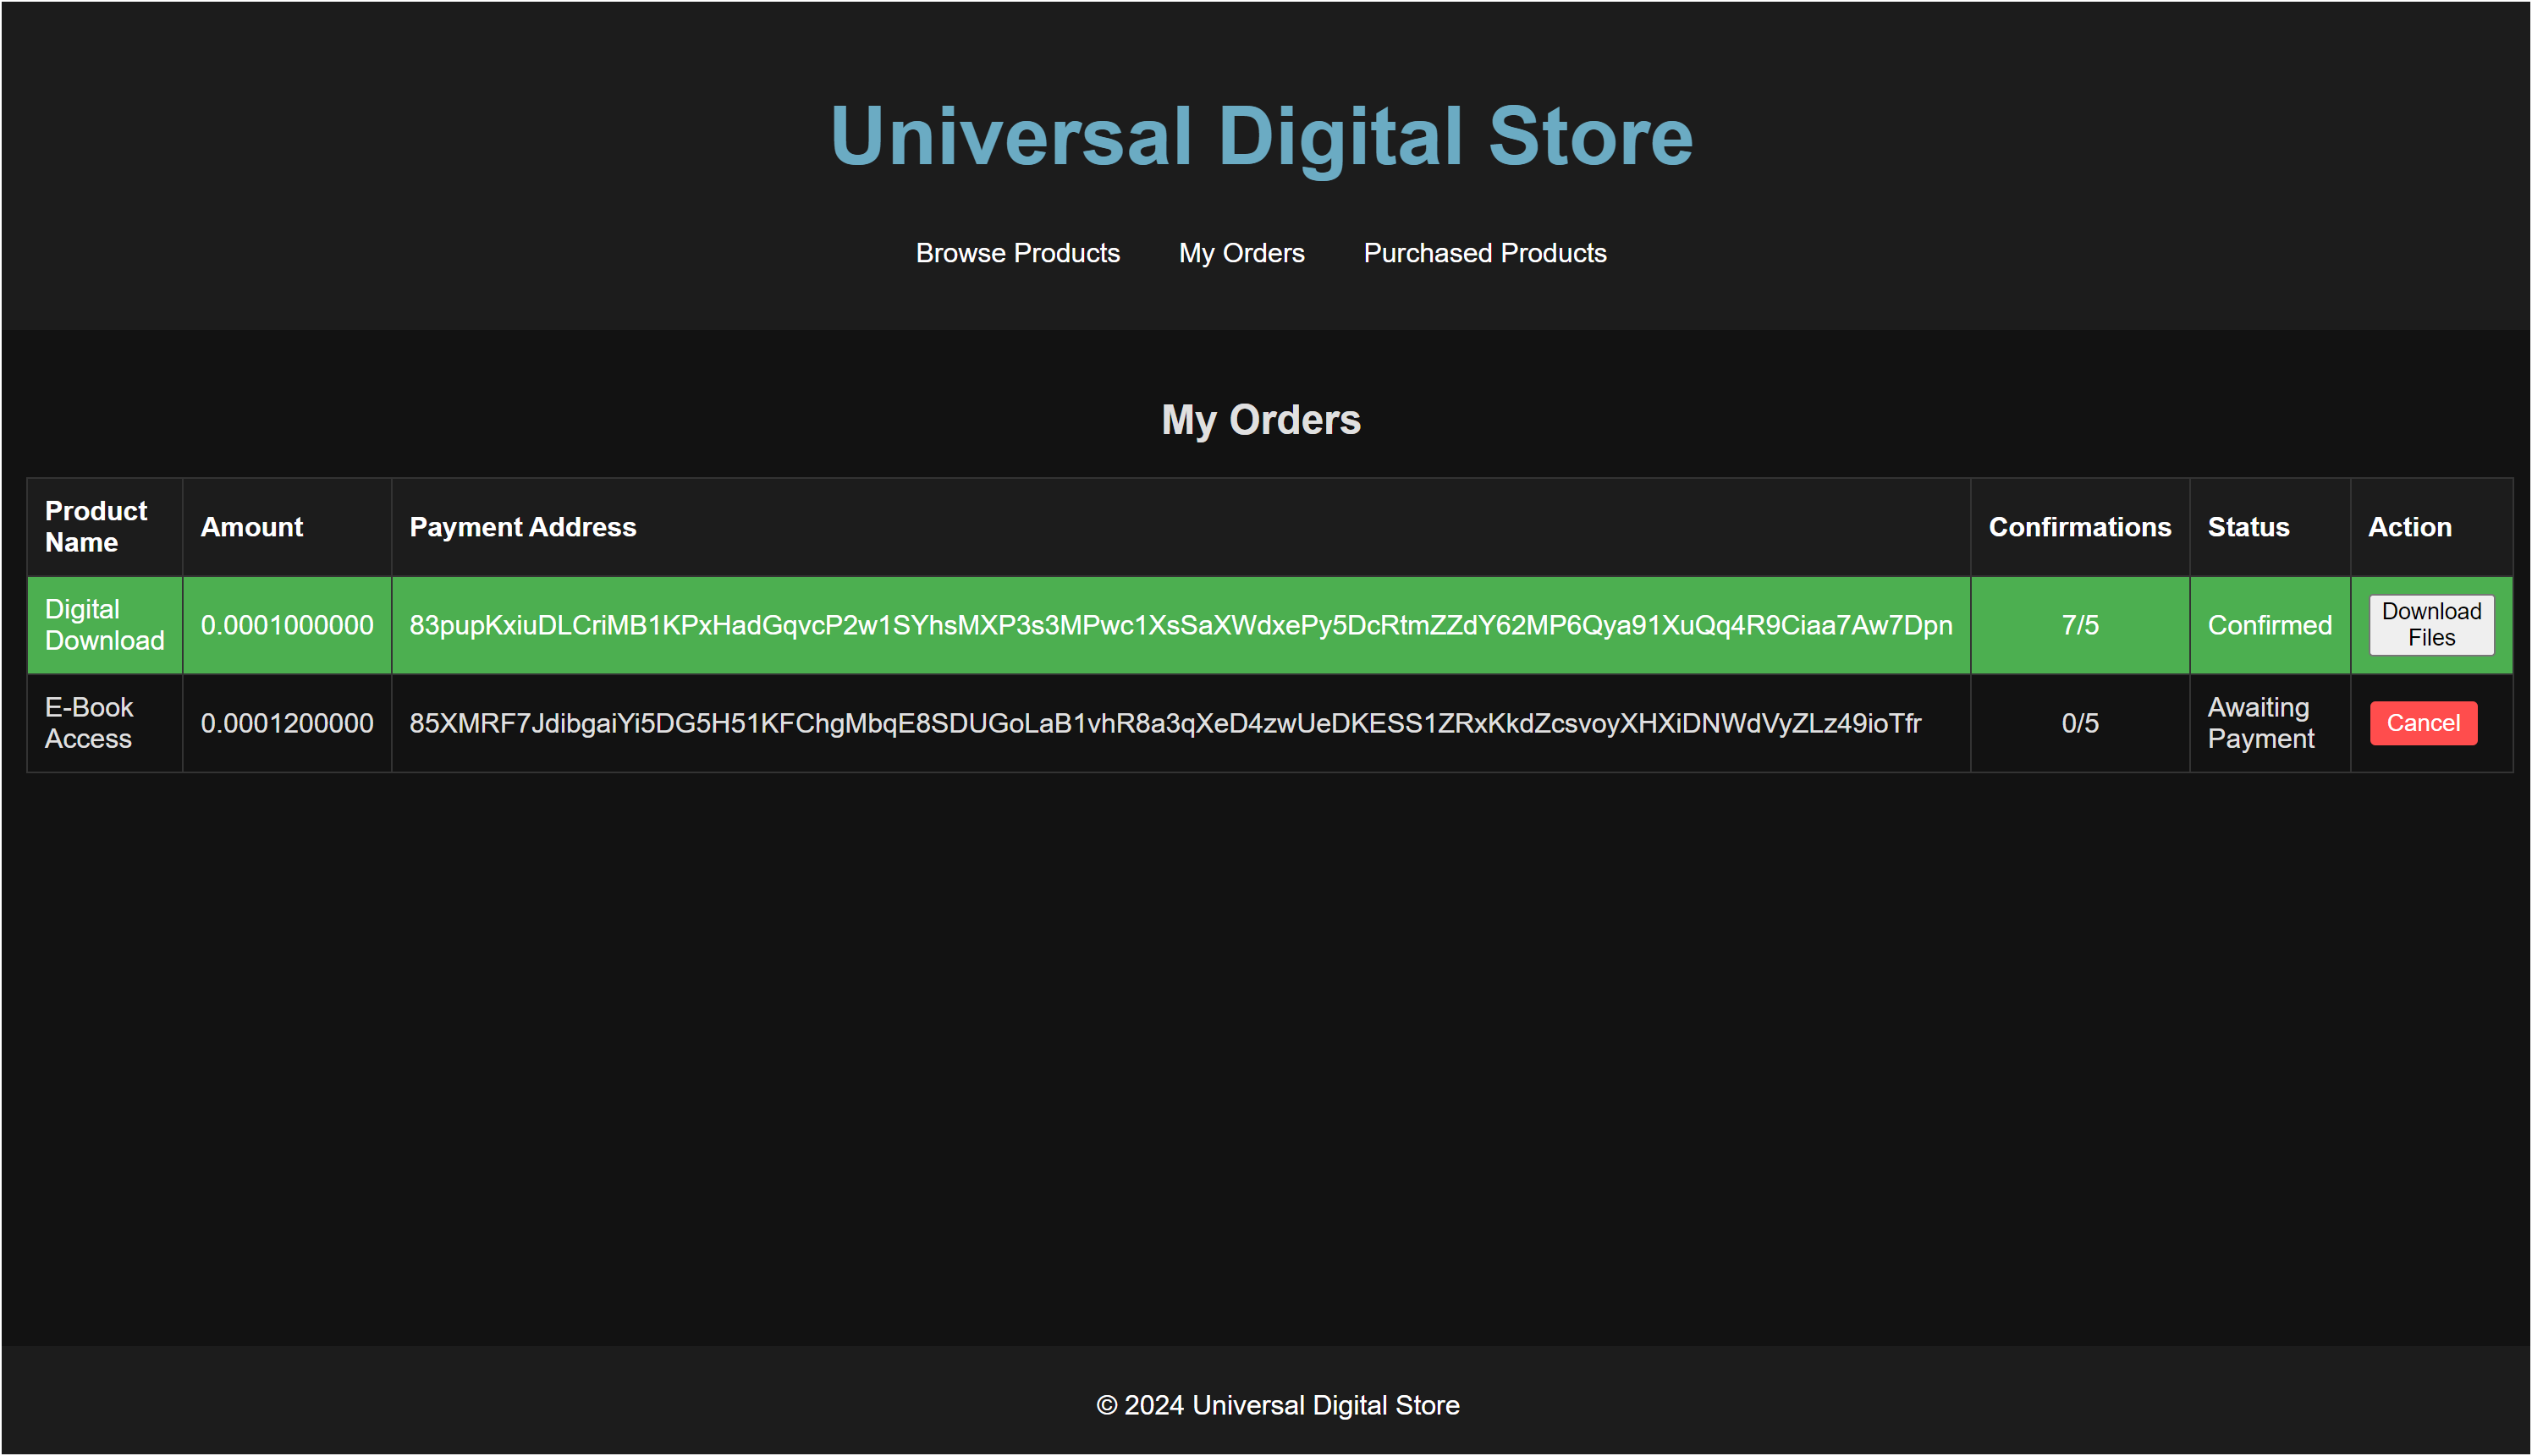 Universal Digital Store
Browse Products My Orders Purchased Products
My Orders
Product Name Amount Payment Address Confirmations Status Action
Digital Download 0.0001000000 83pupKxiuDLCriMB1KPxHadGqvcP2w1SYhsMXP3s3MPwc1XsSaXWdxePy5DcRtmZZdY62MP6Qya91XuQq4R9Ciaa7Aw7Dpn 7/5 Confirmed Download Files
E-Book Access 0.0001200000 85XMRF7JdibgaiYi5DG5H51KFChgMbqE8SDUGoLaB1vhR8a3qXeD4zwUeDKESS1ZRxKkdZcsvoyXHXiDNWdVyZLz49ioTfr 0/5 Awaiting Payment Cancel
© 2024 Universal Digital Store